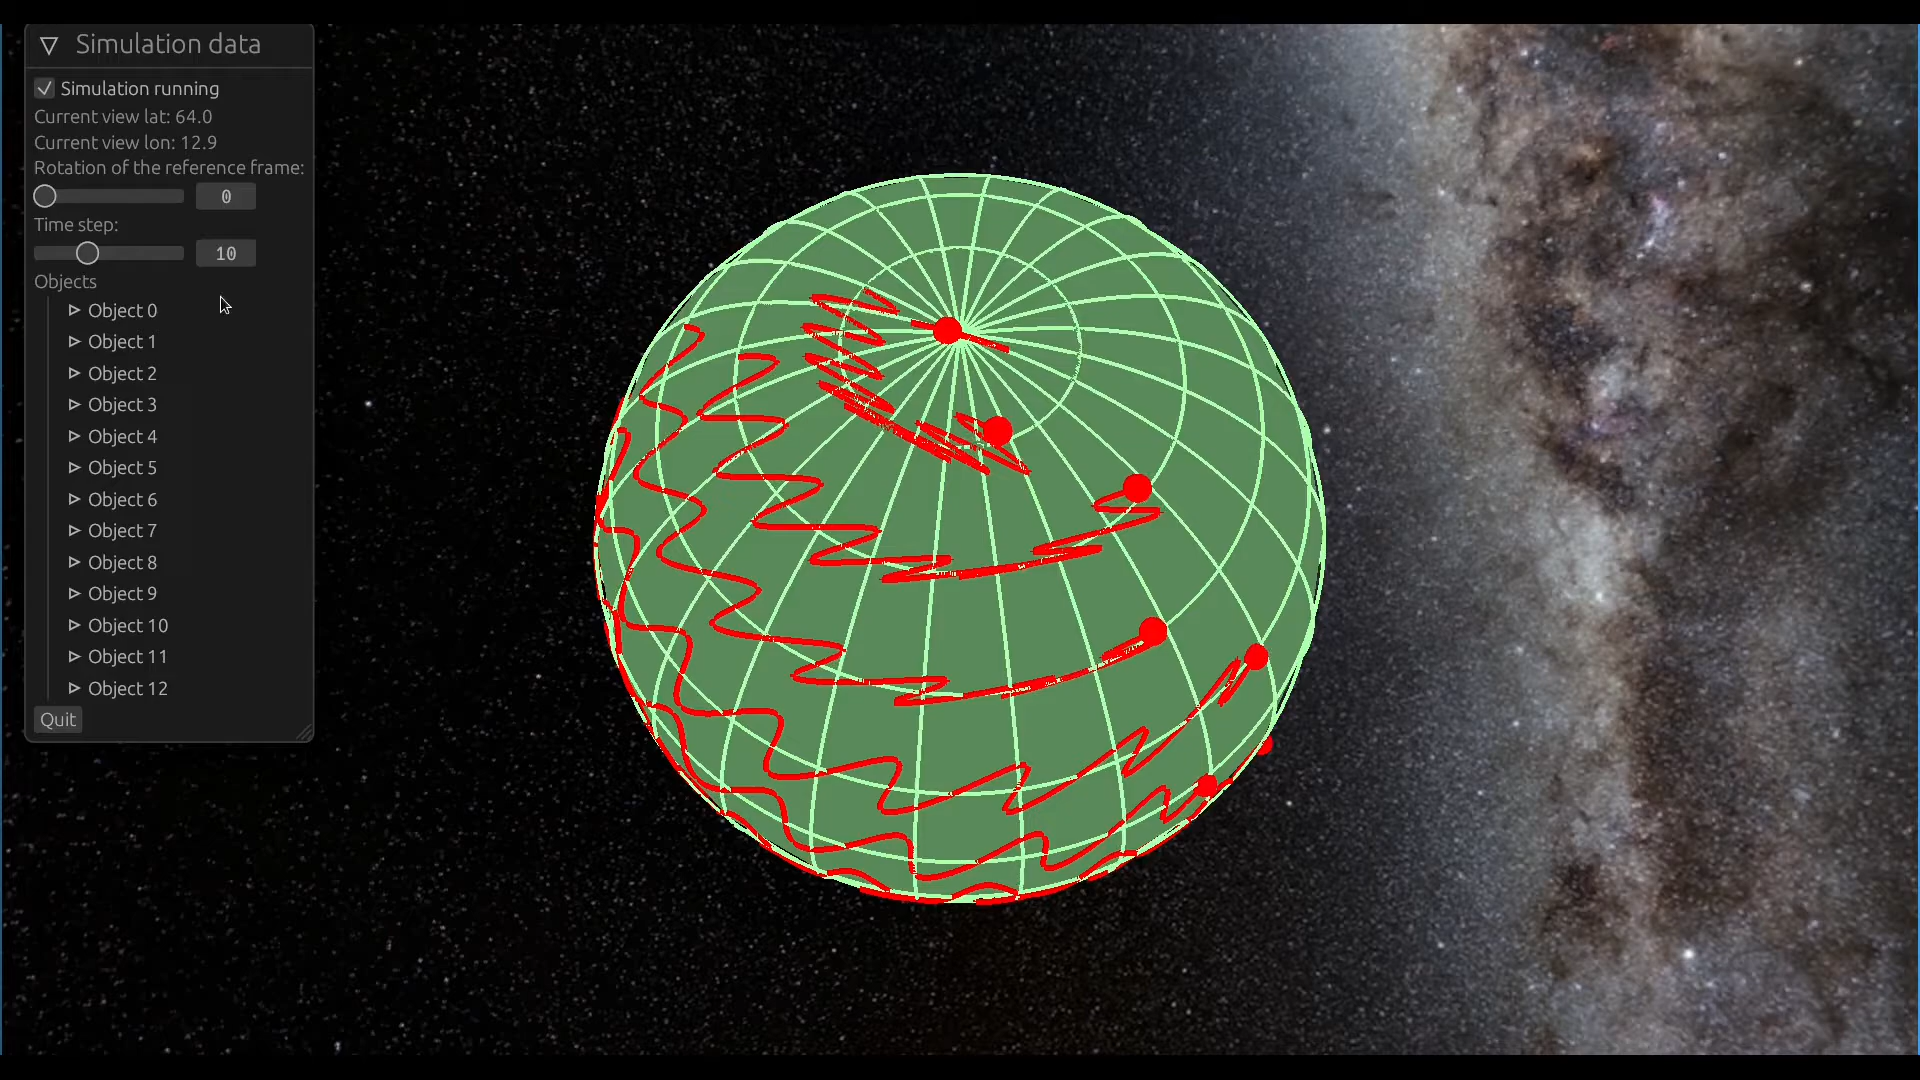 Simulation data
Simulation running
Current view lat: 64.0
Current view lon: 12.9
Rotation of the reference frame:
0
Time step:
10
Objects
Object 0
Object 1
Object 2
Object 3
Object 4
Object 5
Object 6
Object 7
Object 8
Object 9
Object 10
Object 11
Object 12
Quit